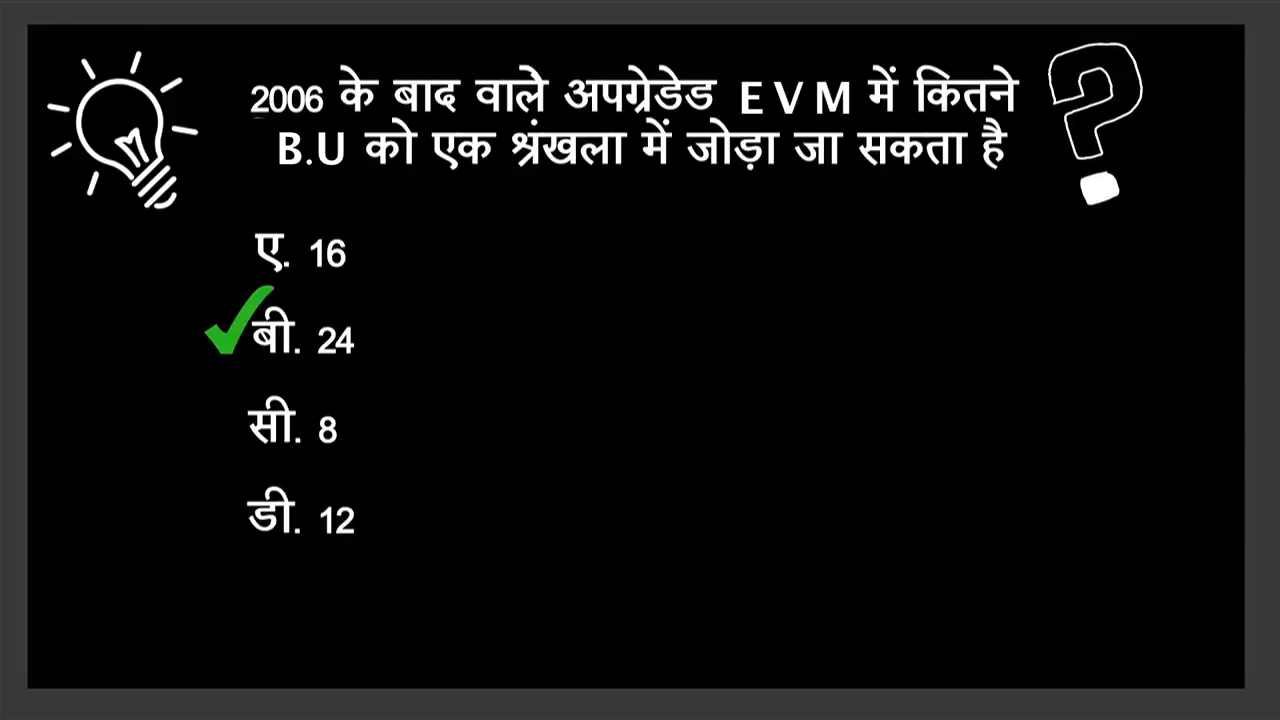 2006 के बाद वाले अपग्रेडेड E V M में कितने
B.U को एक श्रंखला में जोड़ा जा सकता है
ए. 16
बी. 24
सी. 8
डी. 12